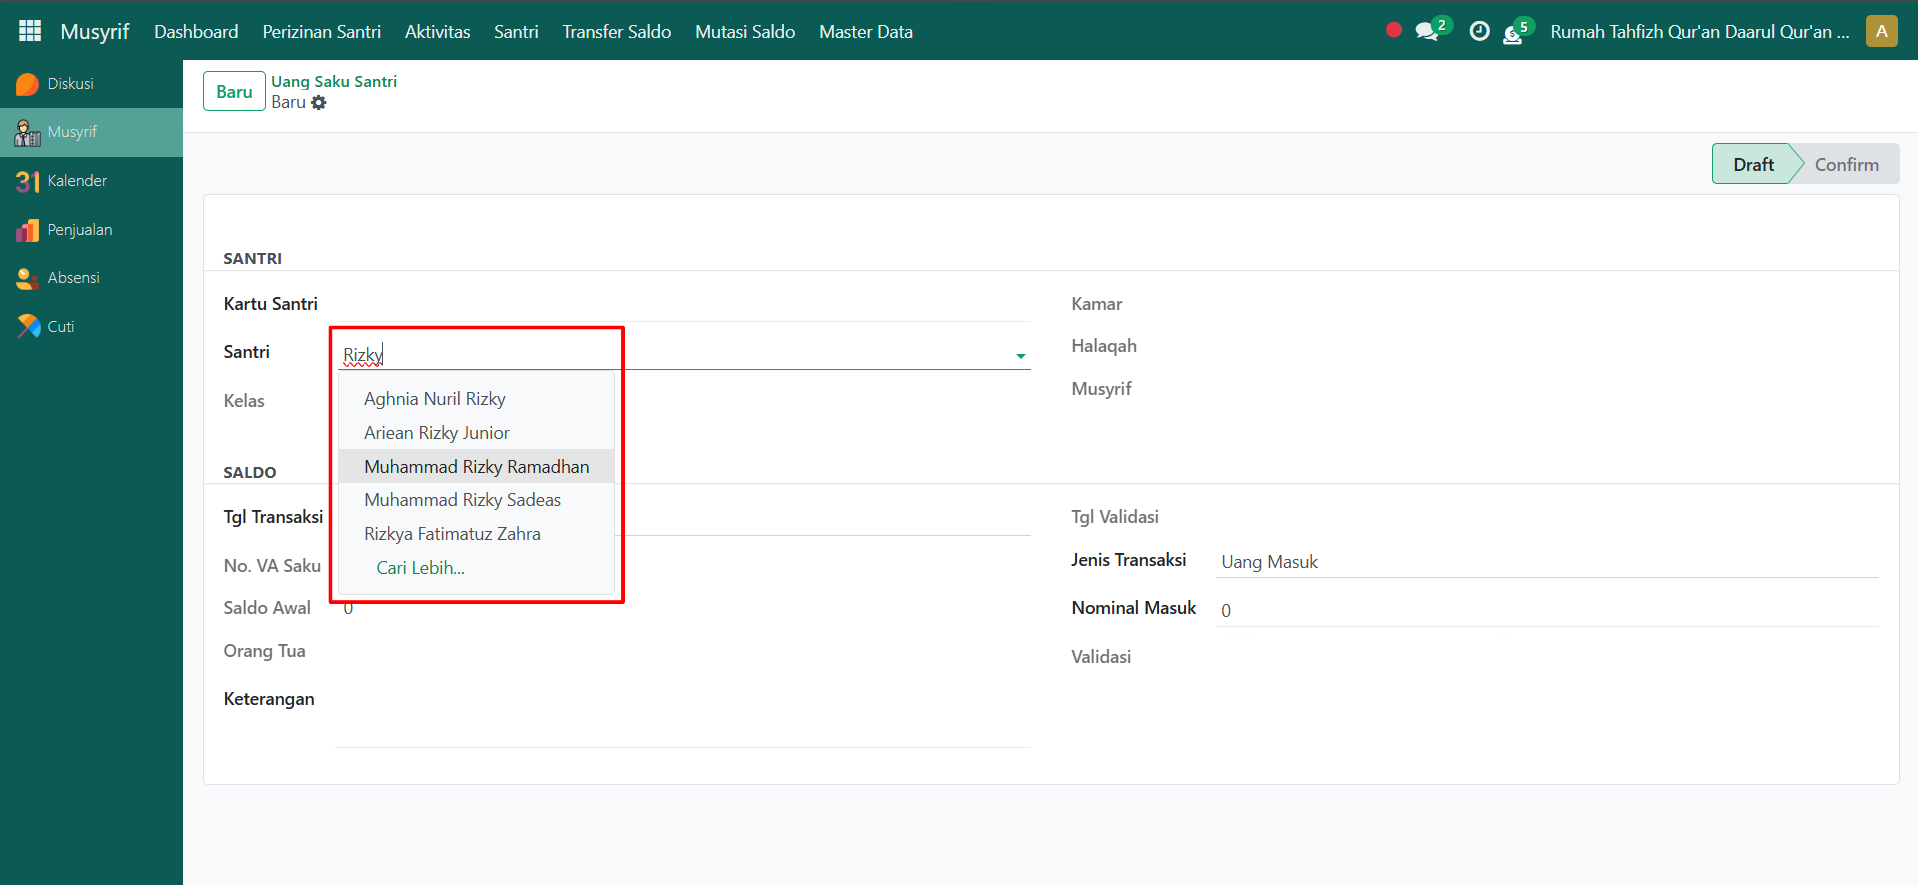 Musyrif Dashboard Perizinan Santri Aktivitas Santri Transfer Saldo Mutasi Saldo Master Data 2 5 Rumah Tahfizh Qur'an Daarul Qur'an ... A
Diskusi
Musyrif
31 Kalender
Penjualan
Absensi
Cuti
Baru
Uang Saku Santri
Baru
Draft Confirm
SANTRI
Kartu Santri
Santri Rizky
Kelas
Aghnia Nuril Rizky
Ariean Rizky Junior
Muhammad Rizky Ramadhan
Muhammad Rizky Sadeas
Rizkya Fatimatuz Zahra
Cari Lebih...
Kamar
Halaqah
Musyrif
SALDO
Tgl Transaksi
No. VA Saku
Saldo Awal 0
Orang Tua
Keterangan
Tgl Validasi
Jenis Transaksi Uang Masuk
Nominal Masuk 0
Validasi